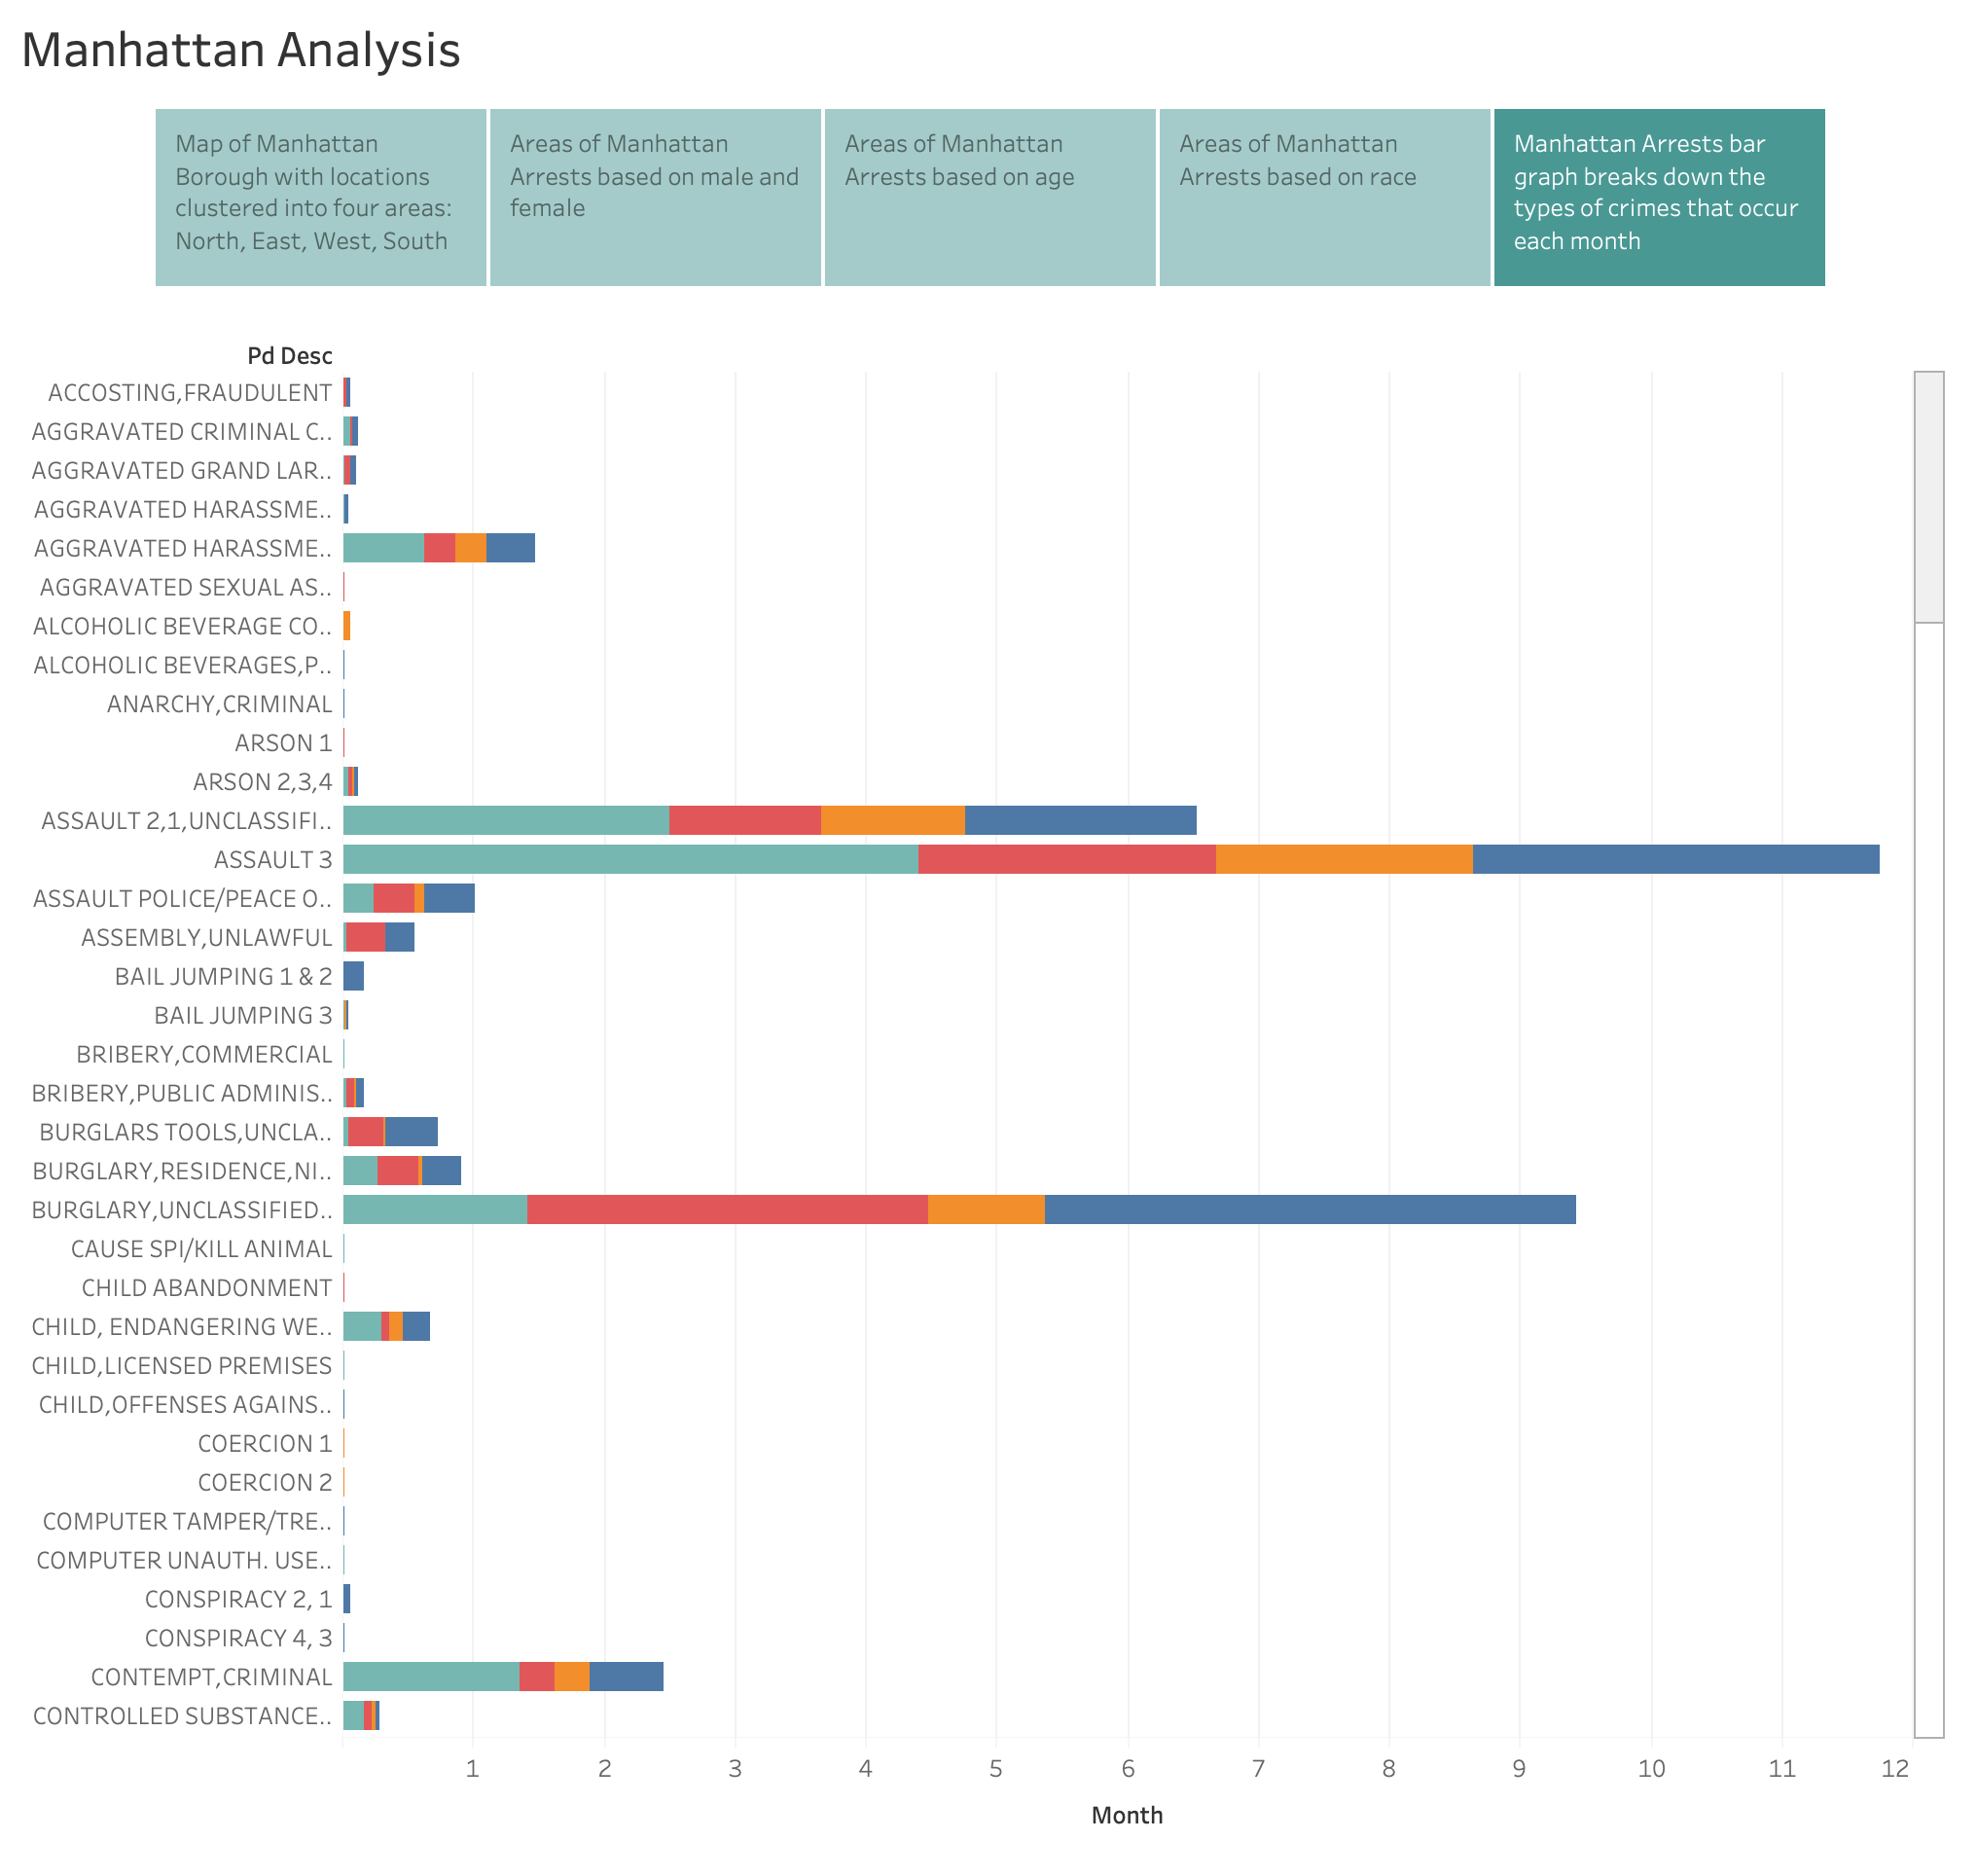 Manhattan Analysis
Map of Manhattan
Borough with locations
clustered into four areas:
North, East, West, South
Areas of Manhattan
Arrests based on male and
female
Areas of Manhattan
Arrests based on age
Areas of Manhattan
Arrests based on race
Manhattan Arrests bar
graph breaks down the
types of crimes that occur
each month
Pd Desc
ACCOSTING,FRAUDULENT
AGGRAVATED CRIMINAL C..
AGGRAVATED GRAND LAR..
AGGRAVATED HARASSME..
AGGRAVATED HARASSME..
AGGRAVATED SEXUAL AS..
ALCOHOLIC BEVERAGE CO..
ALCOHOLIC BEVERAGES,P..
ANARCHY,CRIMINAL
ARSON 1
ARSON 2,3,4
ASSAULT 2,1,UNCLASSIFI..
ASSAULT 3
ASSAULT POLICE/PEACE O..
ASSEMBLY,UNLAWFUL
BAIL JUMPING 1 & 2
BAIL JUMPING 3
BRIBERY,COMMERCIAL
BRIBERY,PUBLIC ADMINIS..
BURGLARS TOOLS,UNCLA..
BURGLARY,RESIDENCE,NI..
BURGLARY,UNCLASSIFIED..
CAUSE SPI/KILL ANIMAL
CHILD ABANDONMENT
CHILD, ENDANGERING WE..
CHILD,LICENSED PREMISES
CHILD,OFFENSES AGAINS..
COERCION 1
COERCION 2
COMPUTER TAMPER/TRE..
COMPUTER UNAUTH. USE..
CONSPIRACY 2, 1
CONSPIRACY 4, 3
CONTEMPT,CRIMINAL
CONTROLLED SUBSTANCE..
1 2 3 4 5 6 7 8 9 10 11 12
Month